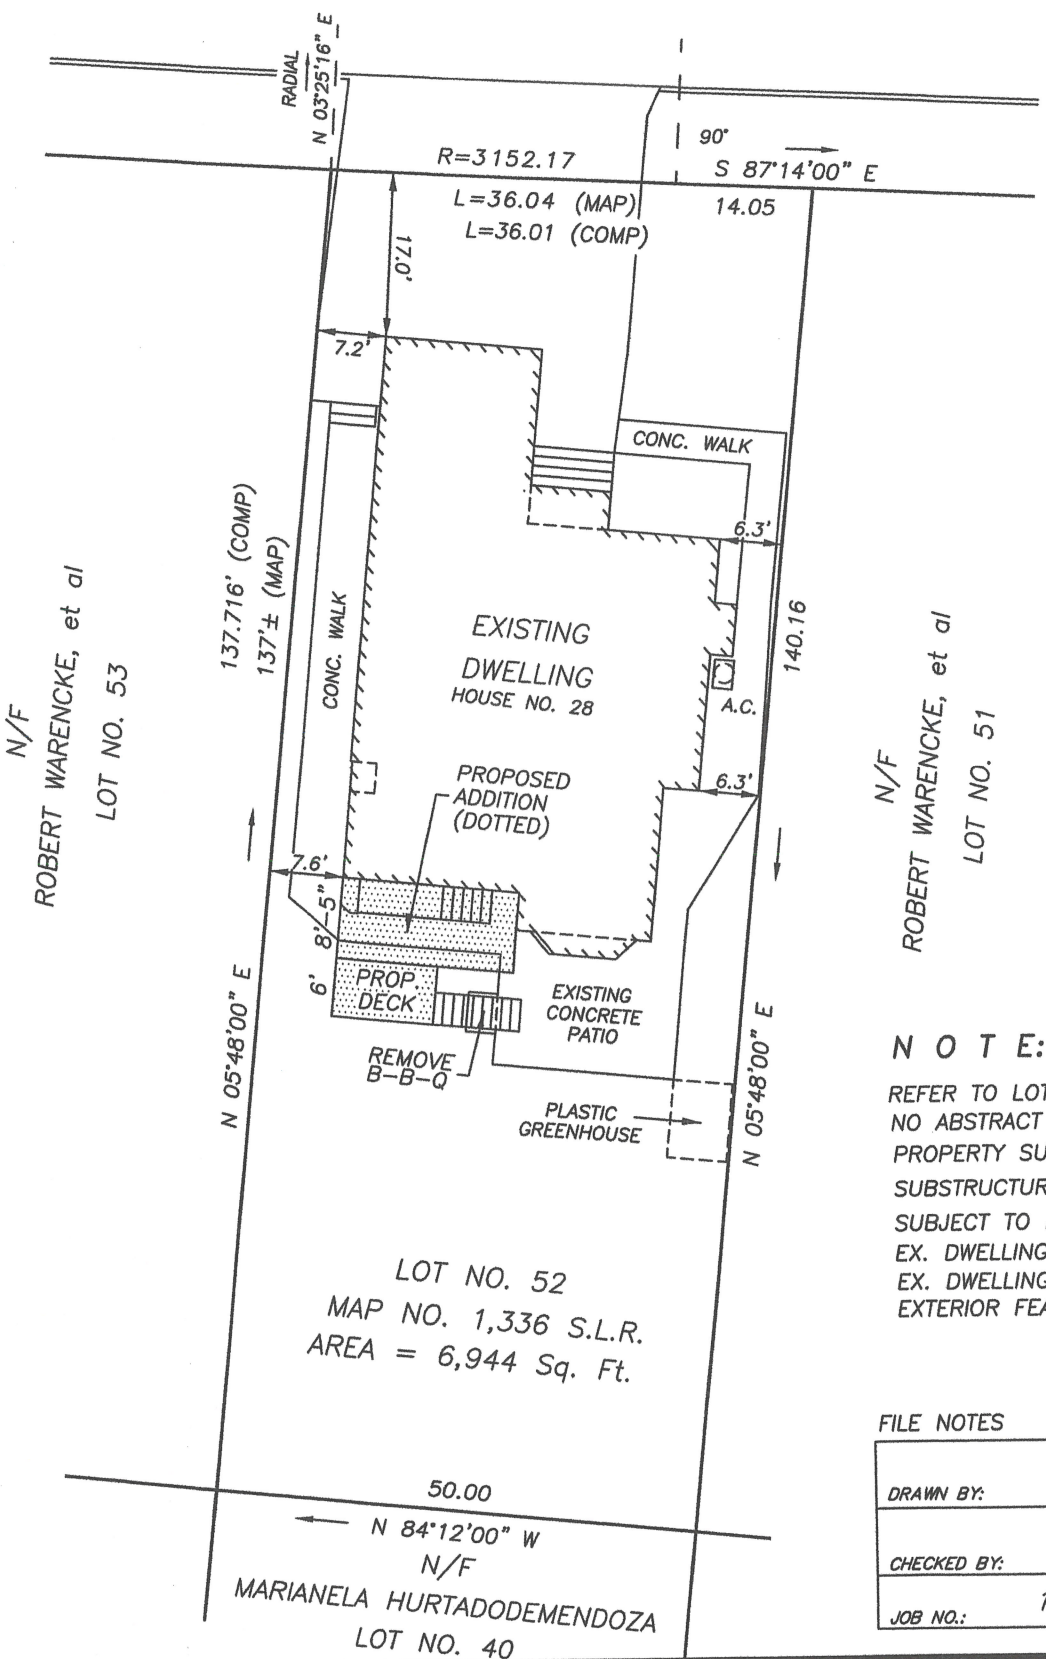 RADIAL
N 03°25'16" E
90°
R=3152.17
S 87°14'00" E
L=36.04 (MAP)
14.05
L=36.01 (COMP)
17.0'
7.2'
CONC. WALK
6.3'
137.716' (COMP)
137'± (MAP)
CONC. WALK
EXISTING
DWELLING
HOUSE NO. 28
140.16
A.C.
N/F
ROBERT WARENCKE, et al
LOT NO. 53
N/F
ROBERT WARENCKE, et al
LOT NO. 51
PROPOSED
ADDITION
(DOTTED)
6.3'
7.6'
8'-5"
6'
PROP.
DECK
EXISTING
CONCRETE
PATIO
REMOVE
B-B-Q
PLASTIC
GREENHOUSE
N 05°48'00" E
N 05°48'00" E
N O T E:
REFER TO LOT
NO ABSTRACT
PROPERTY SU
SUBSTRUCTUR
SUBJECT TO
EX. DWELLING
EX. DWELLING
EXTERIOR FEA
LOT NO. 52
MAP NO. 1,336 S.L.R.
AREA = 6,944 Sq. Ft.
FILE NOTES
DRAWN BY:
CHECKED BY:
JOB NO.:
50.00
N 84°12'00" W
N/F
MARIANELA HURTADODEMENDOZA
LOT NO. 40